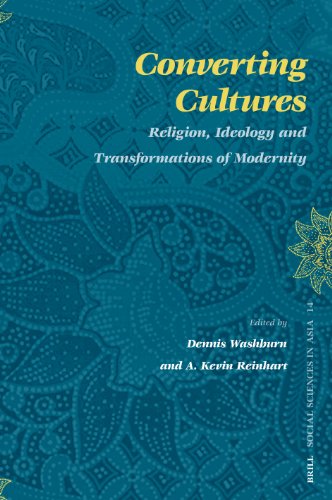 Converting
Cultures
Religion, Ideology and
Transformations of Modernity
Edited by
Dennis Washburn
and A. Kevin Reinhart
BRILL SOCIAL SCIENCES IN ASIA 14